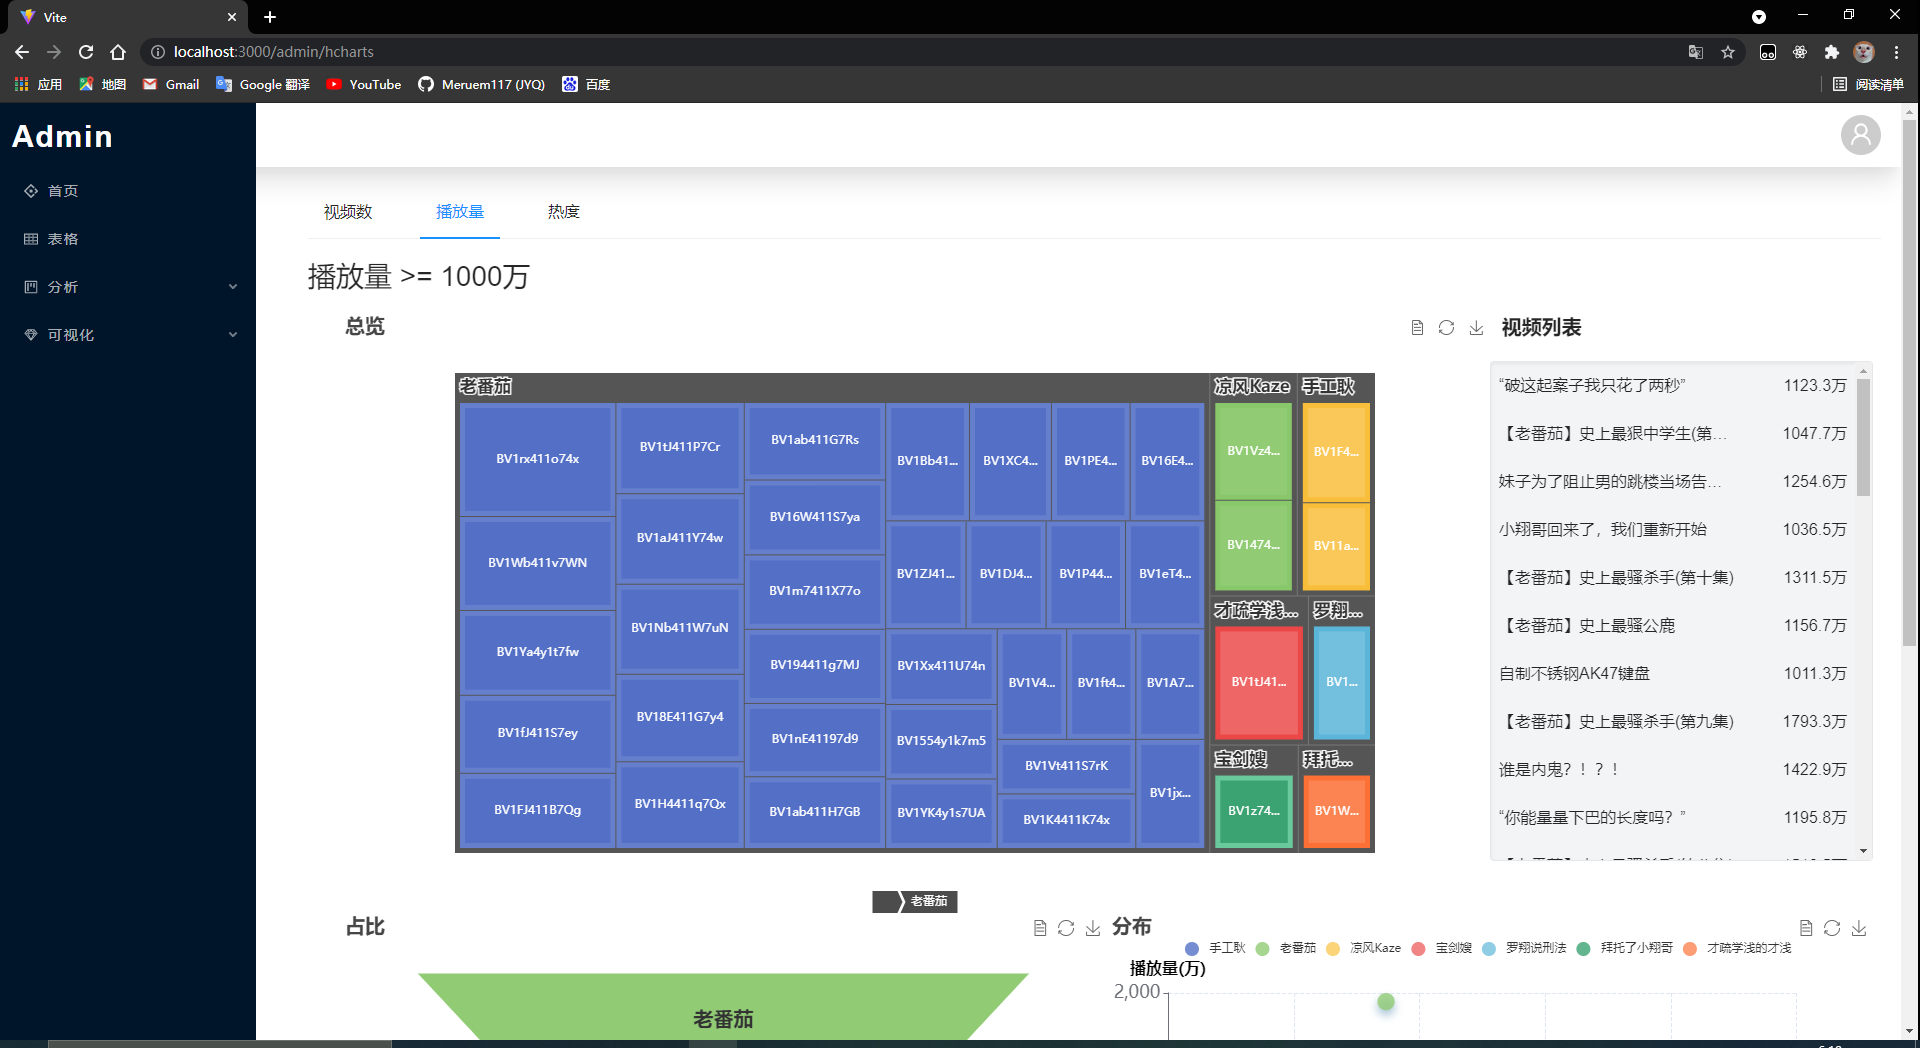 Vite
localhost:3000/admin/hcharts
应用
地图
Gmail
Google 翻译
YouTube
Meruem117 (JYQ)
百度
阅读清单
Admin
首页
表格
分析
可视化
视频数
播放量
热度
播放量 >= 1000万
总览
老番茄
BV1rx411o74x
BV1Wb411v7WN
BV1Ya4y1t7fw
BV1fJ411S7ey
BV1FJ411B7Qg
BV1tJ411P7Cr
BV1aJ411Y74w
BV1Nb411W7uN
BV18E411G7y4
BV1H4411q7Qx
BV1ab411G7Rs
BV16W411S7ya
BV1m7411X77o
BV194411g7MJ
BV1nE41197d9
BV1ab411H7GB
BV1Bb41...
BV1XC4...
BV1PE4...
BV16E4...
BV1ZJ41...
BV1DJ4...
BV1P44...
BV1eT4...
BV1Xx411U74n
BV1554y1k7m5
BV1YK4y1s7UA
BV1V4...
BV1ft4...
BV1A7...
BV1Vt411S7rK
BV1K4411K74x
BV1jx...
凉风Kaze
BV1Vz4...
BV1474...
手工耿
BV1F4...
BV11a...
才疏学浅...
BV1tJ41...
罗翔...
BV1...
宝剑嫂
BV1z74...
拜托...
BV1W...
老番茄
视频列表
“破这起案子我只花了两秒” 1123.3万
【老番茄】史上最狠中学生(第... 1047.7万
妹子为了阻止男的跳楼当场告... 1254.6万
小翔哥回来了，我们重新开始 1036.5万
【老番茄】史上最骚杀手(第十集) 1311.5万
【老番茄】史上最骚公鹿 1156.7万
自制不锈钢AK47键盘 1011.3万
【老番茄】史上最骚杀手(第九集) 1793.3万
谁是内鬼？！？！ 1422.9万
“你能量量下巴的长度吗？” 1195.8万
占比
老番茄
分布
手工耿 老番茄 凉风Kaze 宝剑嫂 罗翔说刑法 拜托了小翔哥 才疏学浅的才浅
播放量(万)
2,000